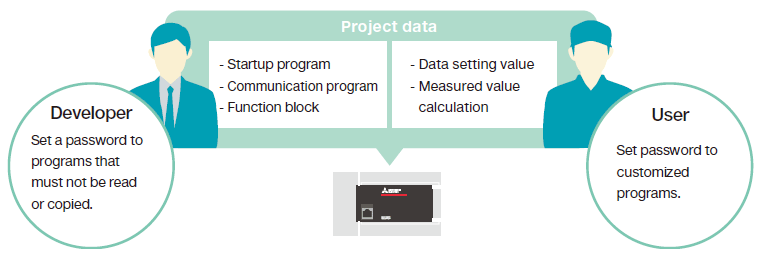 Project data
- Startup program
- Communication program
- Function block
- Data setting value
- Measured value
calculation
Developer
Set a password to
programs that
must not be read
or copied.
User
Set password to
customized
programs.